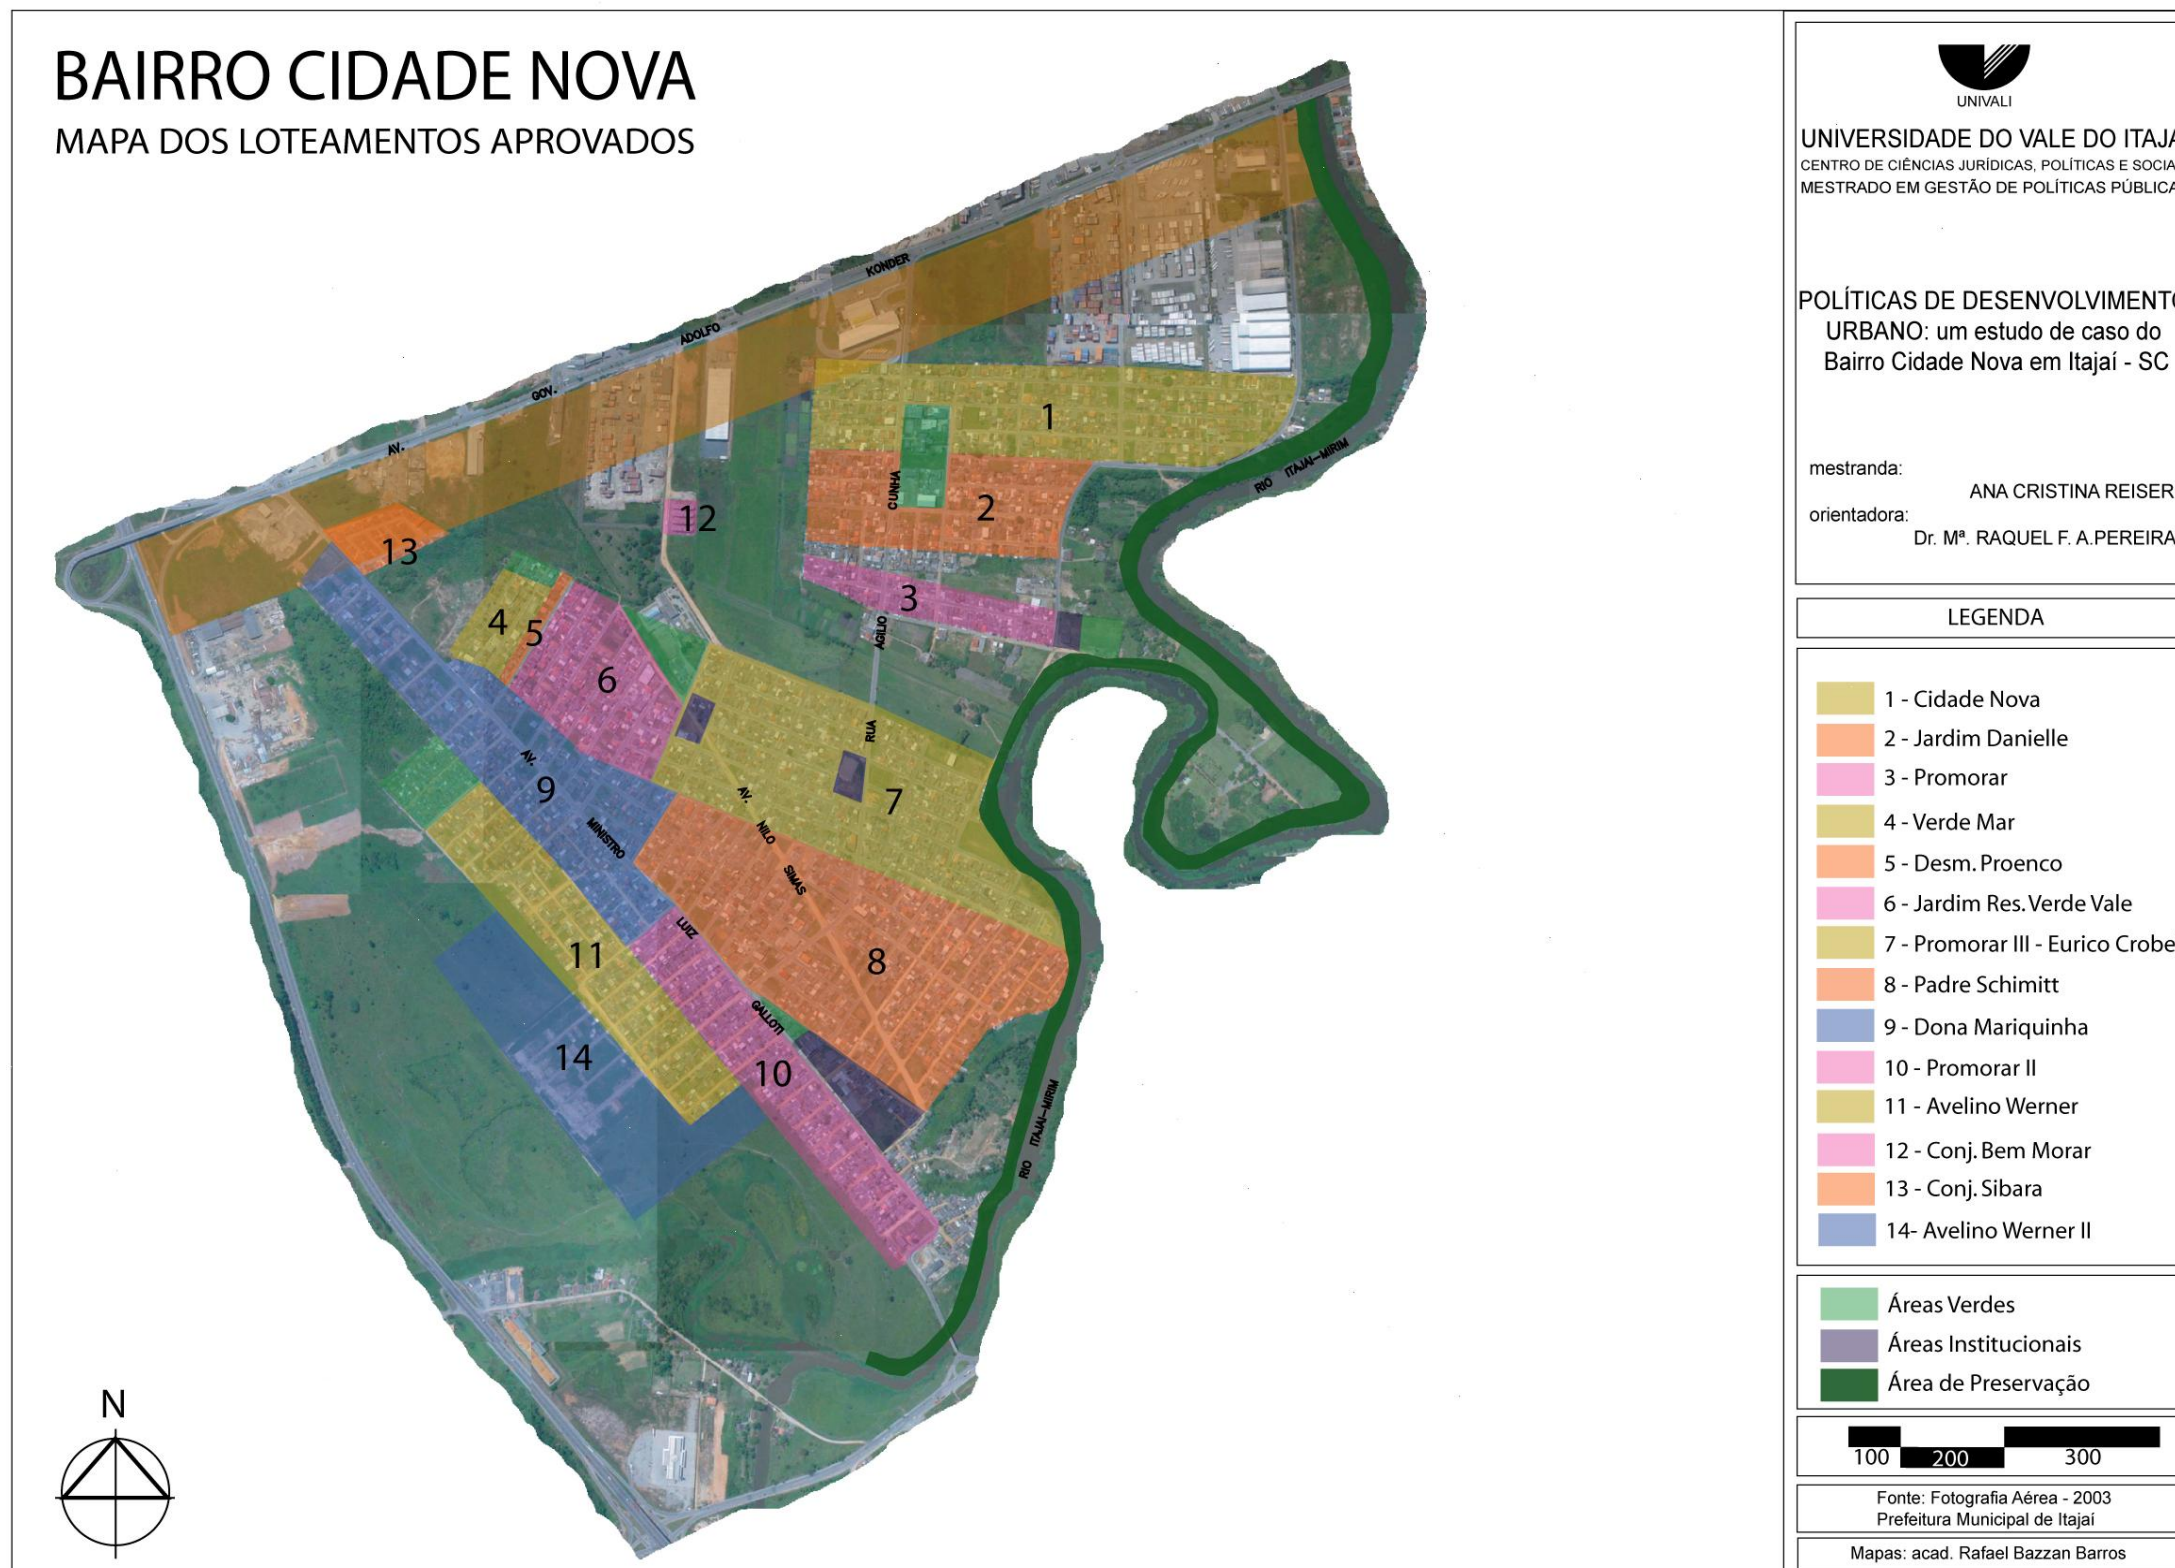 BAIRRO CIDADE NOVA
MAPA DOS LOTEAMENTOS APROVADOS
KONDER
ADOLFO
GOV.
AV.
1
CUNHA
2
12
13
RIO ITAJAI-MIRIM
3
4
5
AGILIO
6
RUA
AV.
9
7
AV.
NILO
SIMAS
MINISTRO
LUIZ
11
8
GALLOTI
14
10
RIO ITAJAI-MIRIM
N
UNIVALI
UNIVERSIDADE DO VALE DO ITAJA
CENTRO DE CIÊNCIAS JURÍDICAS, POLÍTICAS E SOCIA
MESTRADO EM GESTÃO DE POLÍTICAS PÚBLICA
POLÍTICAS DE DESENVOLVIMENTO
URBANO: um estudo de caso do
Bairro Cidade Nova em Itajaí - SC
mestranda:
ANA CRISTINA REISER
orientadora:
Dr. Mª. RAQUEL F. A.PEREIRA
LEGENDA
1 - Cidade Nova
2 - Jardim Danielle
3 - Promorar
4 - Verde Mar
5 - Desm. Proenco
6 - Jardim Res. Verde Vale
7 - Promorar III - Eurico Crobe
8 - Padre Schimitt
9 - Dona Mariquinha
10 - Promorar II
11 - Avelino Werner
12 - Conj. Bem Morar
13 - Conj. Sibara
14- Avelino Werner II
Áreas Verdes
Áreas Institucionais
Área de Preservação
100 200 300
Fonte: Fotografia Aérea - 2003
Prefeitura Municipal de Itajaí
Mapas: acad. Rafael Bazzan Barros